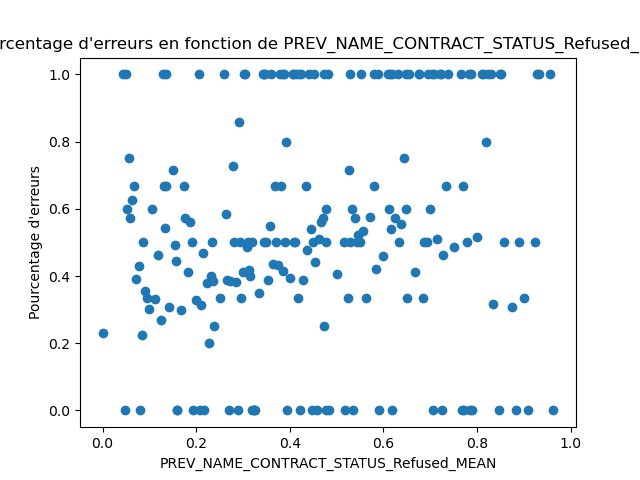 rcentage d'erreurs en fonction de PREV_NAME_CONTRACT_STATUS_Refused_
1.0
0.8
0.6
0.4
0.2
0.0
Pourcentage d'erreurs
0.0 0.2 0.4 0.6 0.8 1.0
PREV_NAME_CONTRACT_STATUS_Refused_MEAN